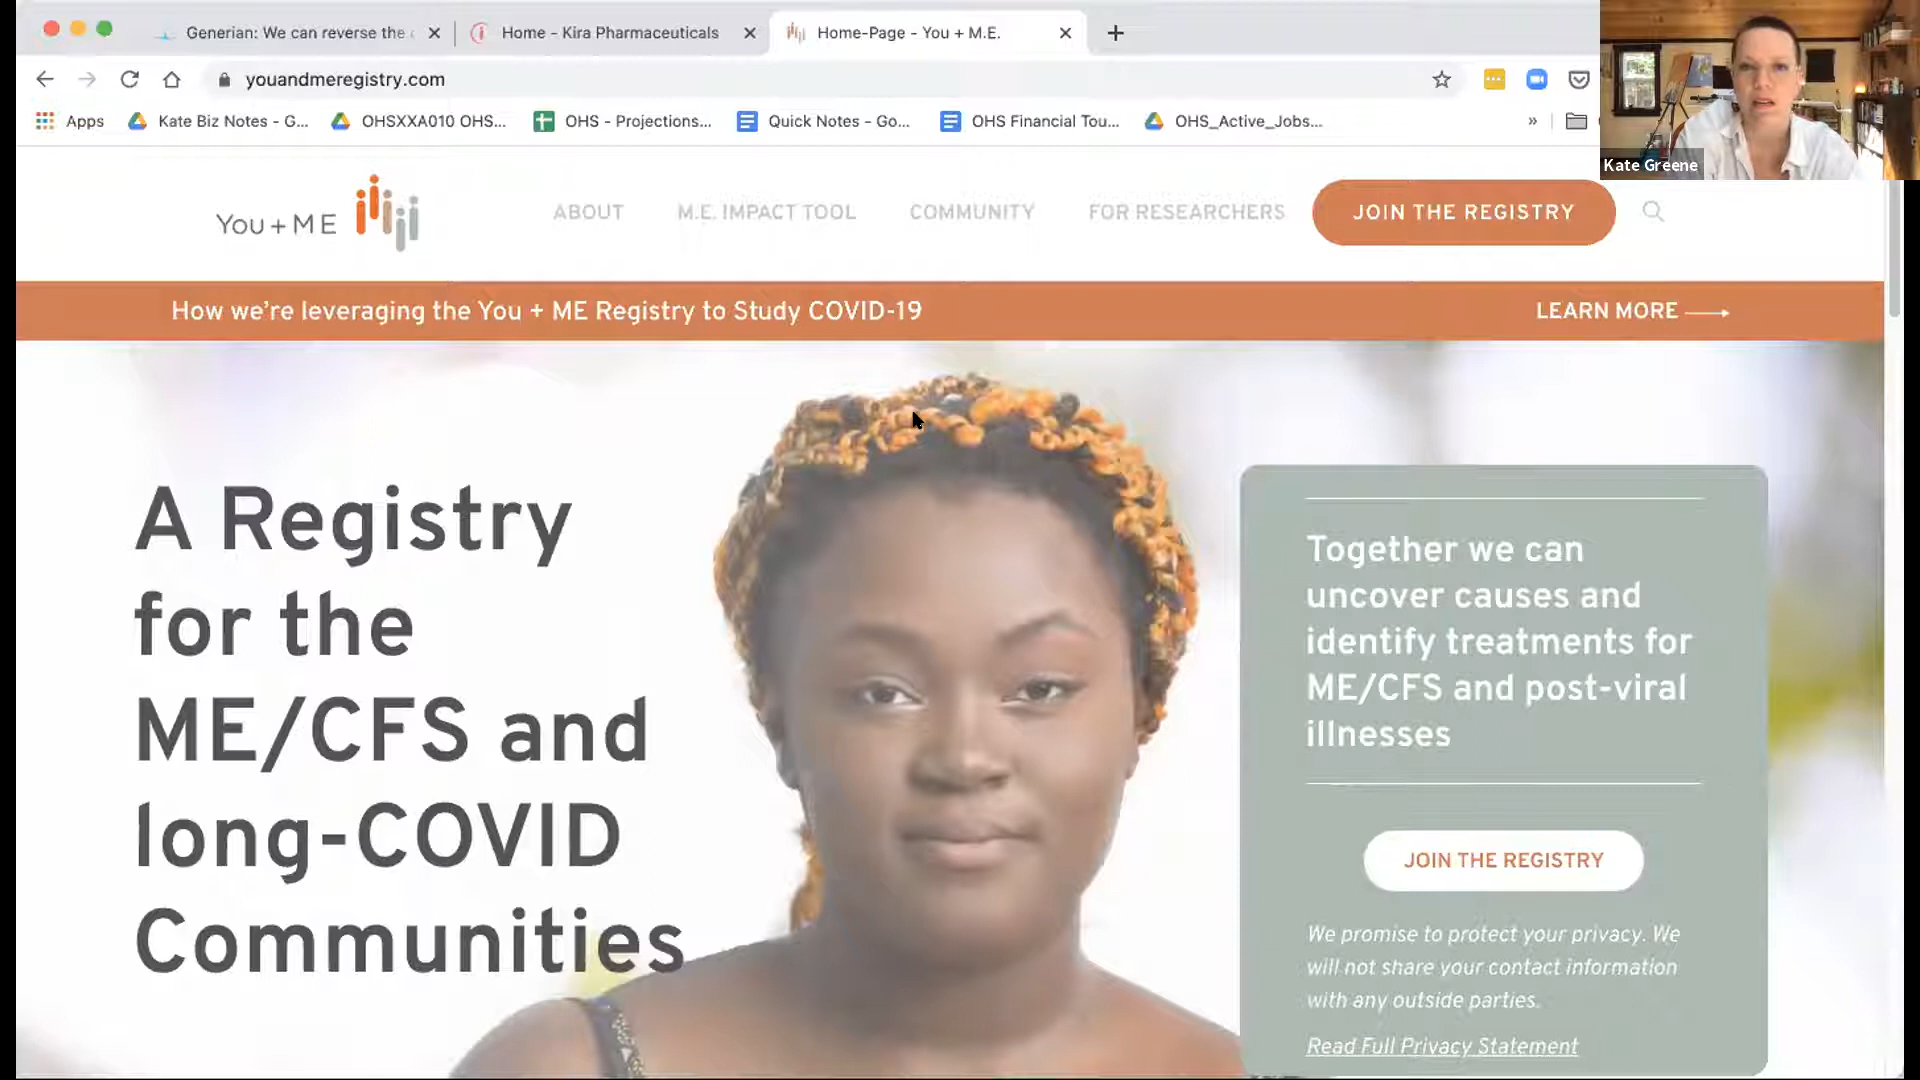 Generian: We can reverse the
Home - Kira Pharmaceuticals
Home-Page - You + M.E.
youandmeregistry.com
Apps
Kate Biz Notes - G...
OHSXXA010 OHS...
OHS - Projections...
Quick Notes - Go...
OHS Financial Tou...
OHS_Active_Jobs...
»
Kate Greene
You + ME
ABOUT
M.E. IMPACT TOOL
COMMUNITY
FOR RESEARCHERS
JOIN THE REGISTRY
How we're leveraging the You + ME Registry to Study COVID-19
LEARN MORE
A Registry
for the
ME/CFS and
long-COVID
Communities
Together we can
uncover causes and
identify treatments for
ME/CFS and post-viral
illnesses
JOIN THE REGISTRY
We promise to protect your privacy. We
will not share your contact information
with any outside parties.
Read Full Privacy Statement